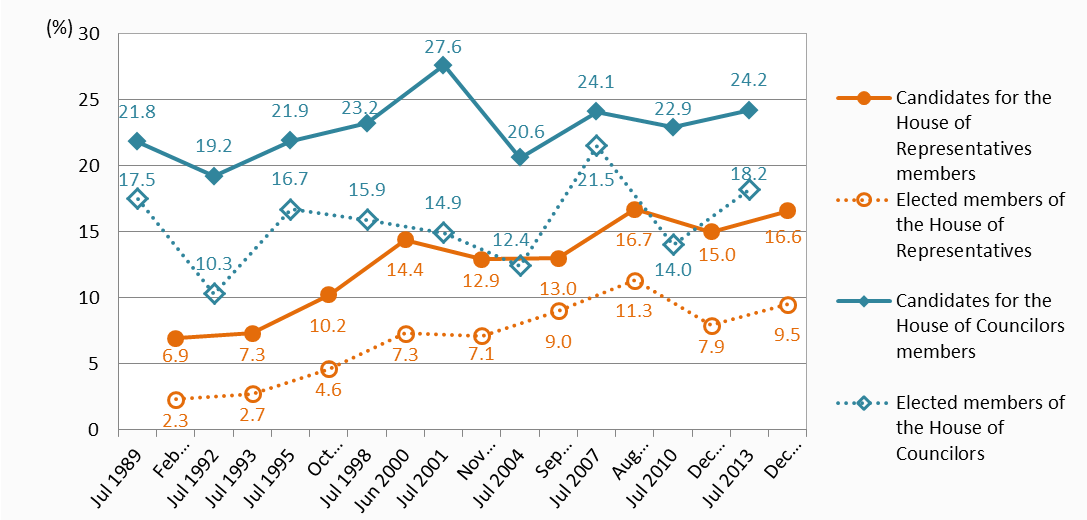 (%)
30
25
20
15
10
5
0
21.8
19.2
21.9
23.2
27.6
20.6
24.1
22.9
24.2
17.5
10.3
16.7
15.9
14.9
12.4
21.5
14.0
18.2
6.9
7.3
10.2
14.4
12.9
13.0
16.7
15.0
16.6
2.3
2.7
4.6
7.3
7.1
9.0
11.3
7.9
9.5
Jul 1989
Feb...
Jul 1992
Jul 1993
Jul 1995
Oct...
Jul 1998
Jun 2000
Jul 2001
Nov...
Jul 2004
Sep...
Jul 2007
Aug...
Jul 2010
Dec...
Jul 2013
Dec...
Candidates for the
House of
Representatives
members
Elected members of
the House of
Representatives
Candidates for the
House of Councilors
members
Elected members of
the House of
Councilors